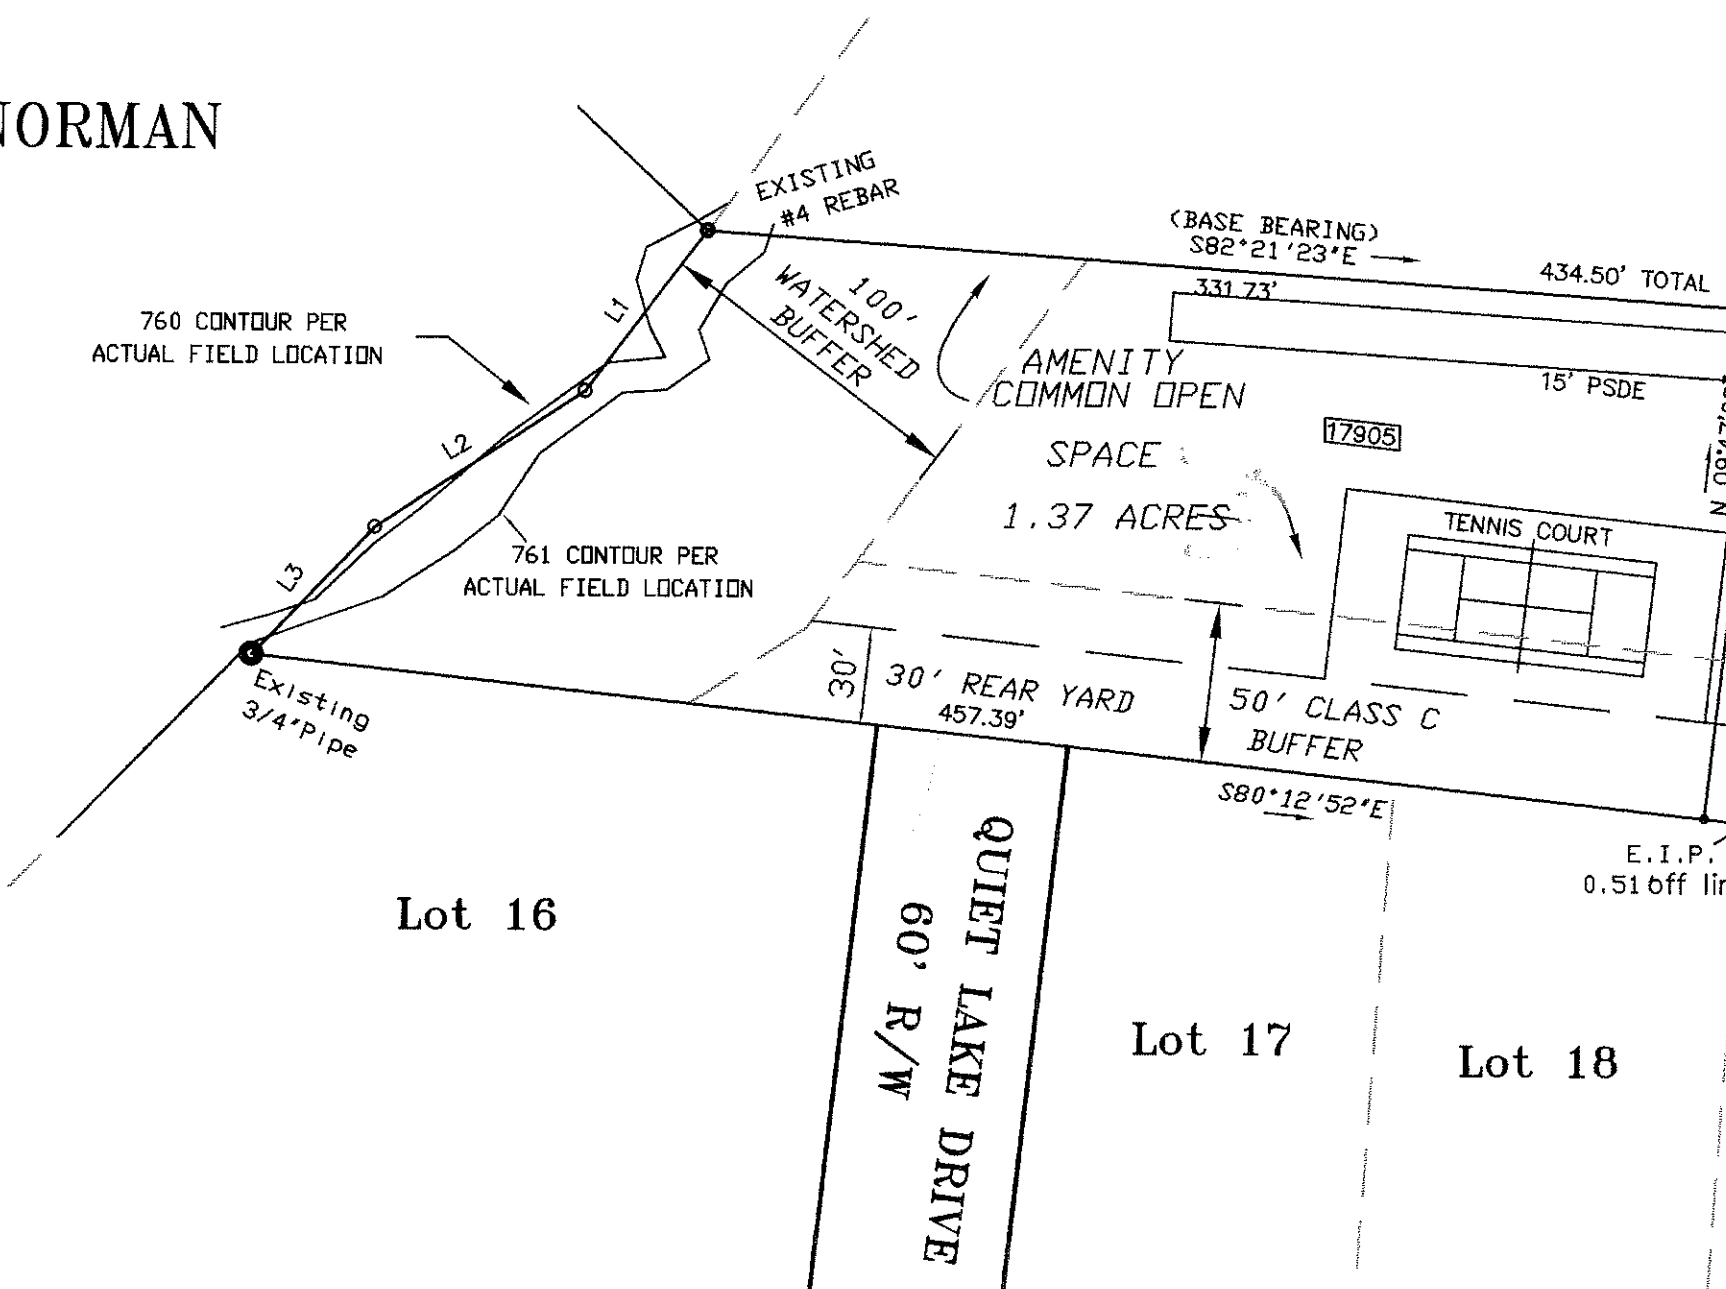 NORMAN
EXISTING
#4 REBAR
(BASE BEARING)
S82°21'23"E
434.50' TOTAL
331.73'
15' PSDE
100'
WATERSHED
BUFFER
L1
760 CONTOUR PER
ACTUAL FIELD LOCATION
AMENITY
COMMON OPEN
SPACE
1.37 ACRES
17905
L2
TENNIS COURT
761 CONTOUR PER
ACTUAL FIELD LOCATION
L3
Existing
3/4"Pipe
30'
30' REAR YARD
457.39'
50' CLASS C
BUFFER
S80°12'52"E
E.I.P.
0.51 off
Lot 16
QUIET LAKE DRIVE
60' R/W
Lot 17
Lot 18